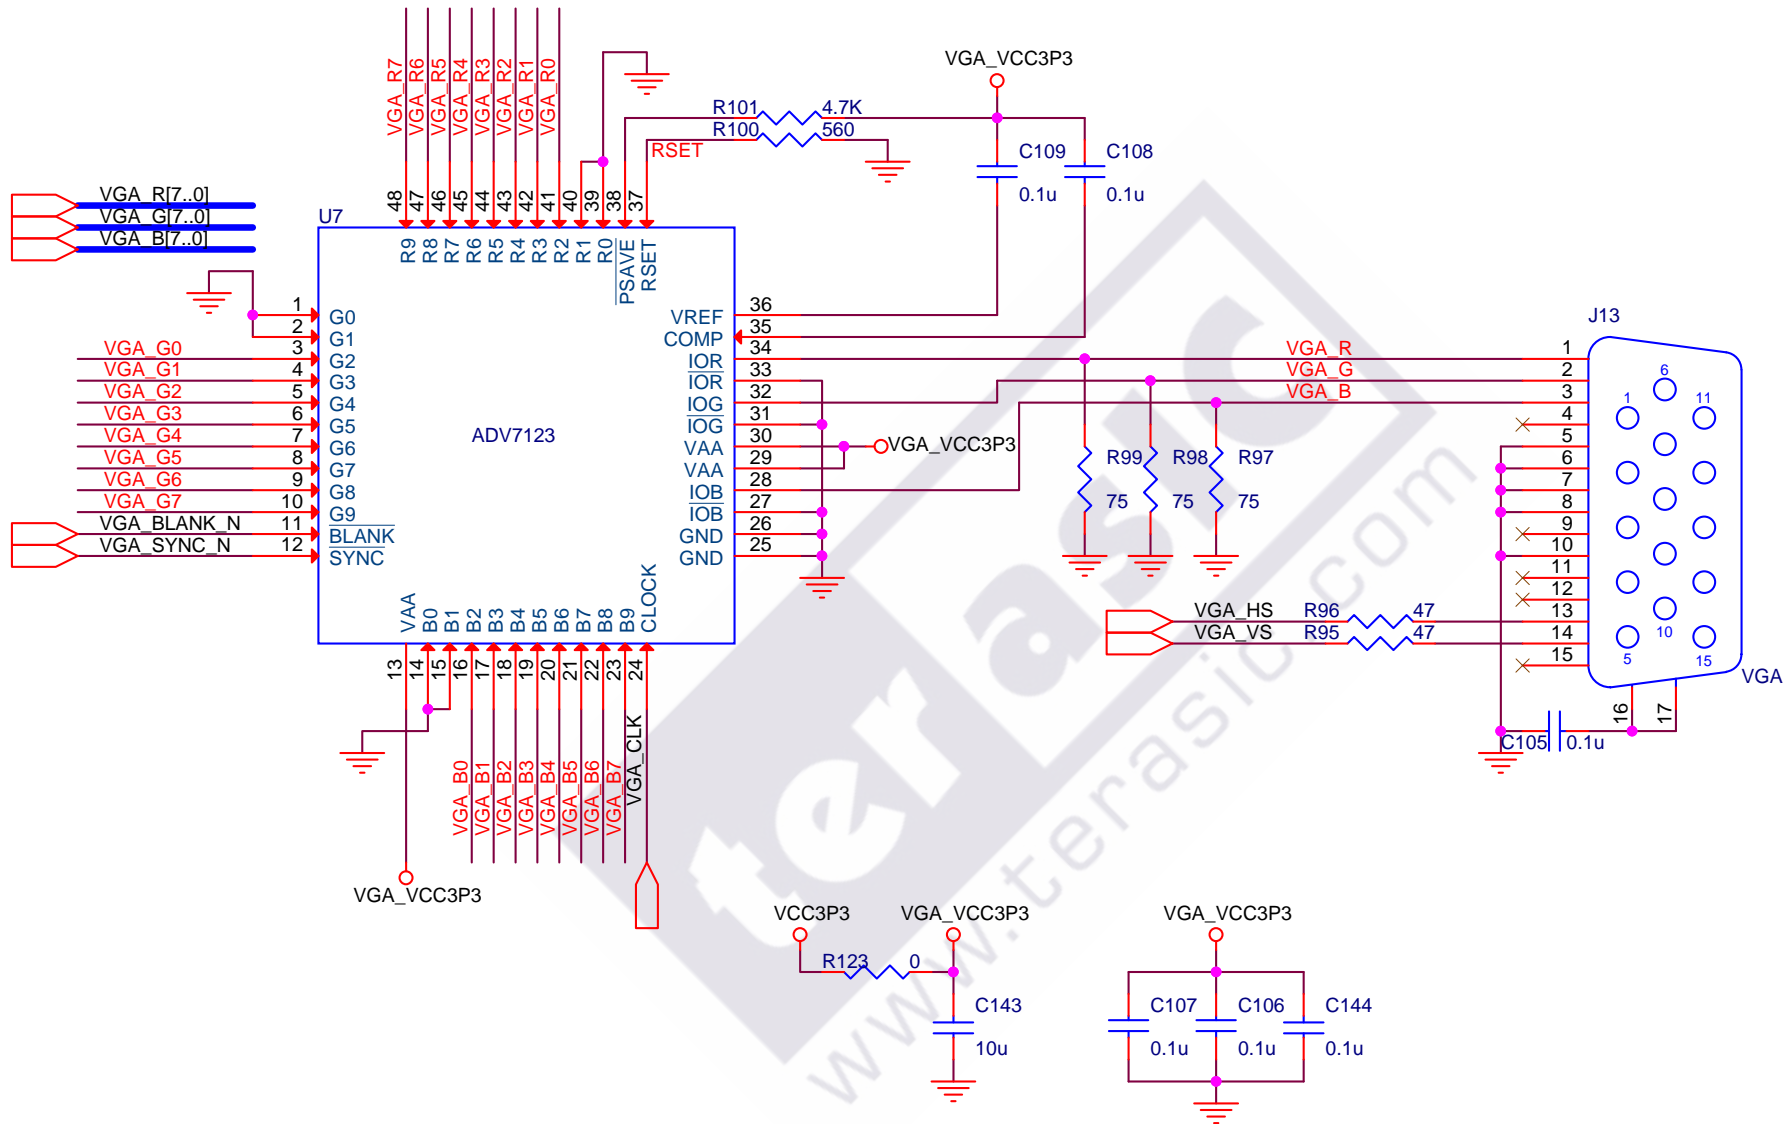 VGA_R7
VGA_R6
VGA_R5
VGA_R4
VGA_R3
VGA_R2
VGA_R1
VGA_R0
VGA_VCC3P3
R101 4.7K
R100 560
RSET
C109
0.1u
C108
0.1u
VGA_R[7..0]
VGA_G[7..0]
VGA_B[7..0]
U7
48
47
46
45
44
43
42
41
40
39
38
37
R9
R8
R7
R6
R5
R4
R3
R2
R1
R0
PSAVE
RSET
1 G0
2 G1
VGA_G0 3 G2
VGA_G1 4 G3
VGA_G2 5 G4
VGA_G3 6 G5
VGA_G4 7 G6
VGA_G5 8 G7
VGA_G6 9 G8
VGA_G7 10 G9
VGA_BLANK_N 11 BLANK
VGA_SYNC_N 12 SYNC
ADV7123
VREF 36
COMP 35
IOR 34
IOR 33
IOG 32
IOG 31
VAA 30
VAA 29
IOB 28
IOB 27
GND 26
GND 25
VGA_VCC3P3
VGA_R
VGA_G
VGA_B
R99
75
R98
75
R97
75
VGA_HS R96 47
VGA_VS R95 47
J13
1
2
3
4
5
6
7
8
9
10
11
12
13
14
15
6
1
11
10
5
15
VGA
16
17
C105 0.1u
VAA
B0
B1
B2
B3
B4
B5
B6
B7
B8
B9
CLOCK
13
14
15
16
17
18
19
20
21
22
23
24
VGA_B0
VGA_B1
VGA_B2
VGA_B3
VGA_B4
VGA_B5
VGA_B6
VGA_B7
VGA_CLK
VGA_VCC3P3
VCC3P3
VGA_VCC3P3
R123 0
C143
10u
VGA_VCC3P3
C107
0.1u
C106
0.1u
C144
0.1u
terasic
www.terasic.com